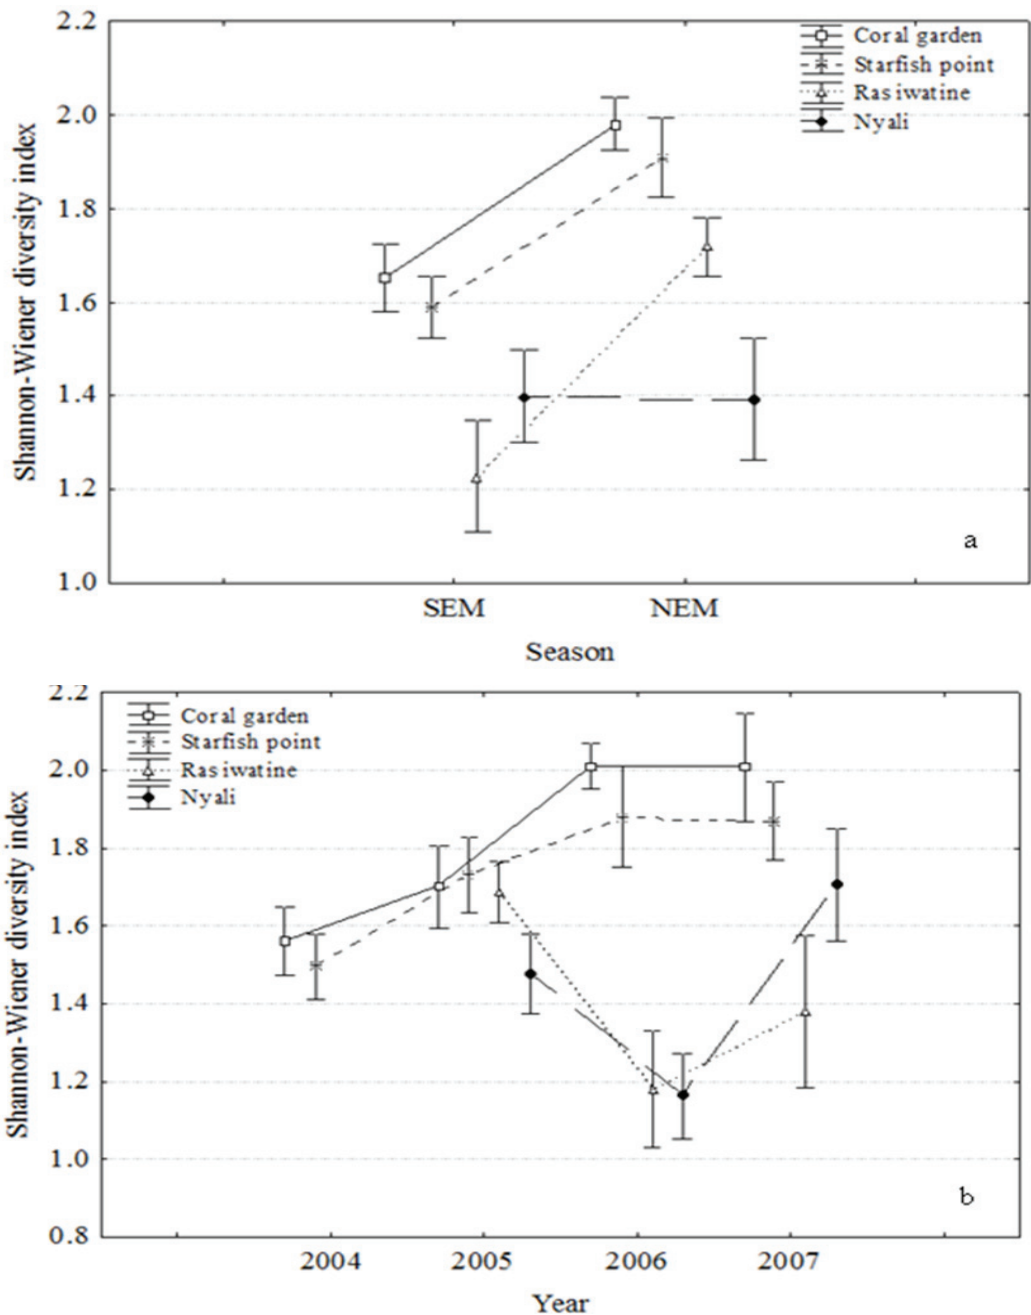 2.2
2.0
1.8
1.6
1.4
1.2
1.0
Shannon-Wiener diversity index
Coral garden
Starfish point
Ras iwatine
Nyali
a
SEM NEM
Season
2.2
2.0
1.8
1.6
1.4
1.2
1.0
0.8
Shannon-Wiener diversity index
Coral garden
Starfish point
Ras iwatine
Nyali
b
2004 2005 2006 2007
Year